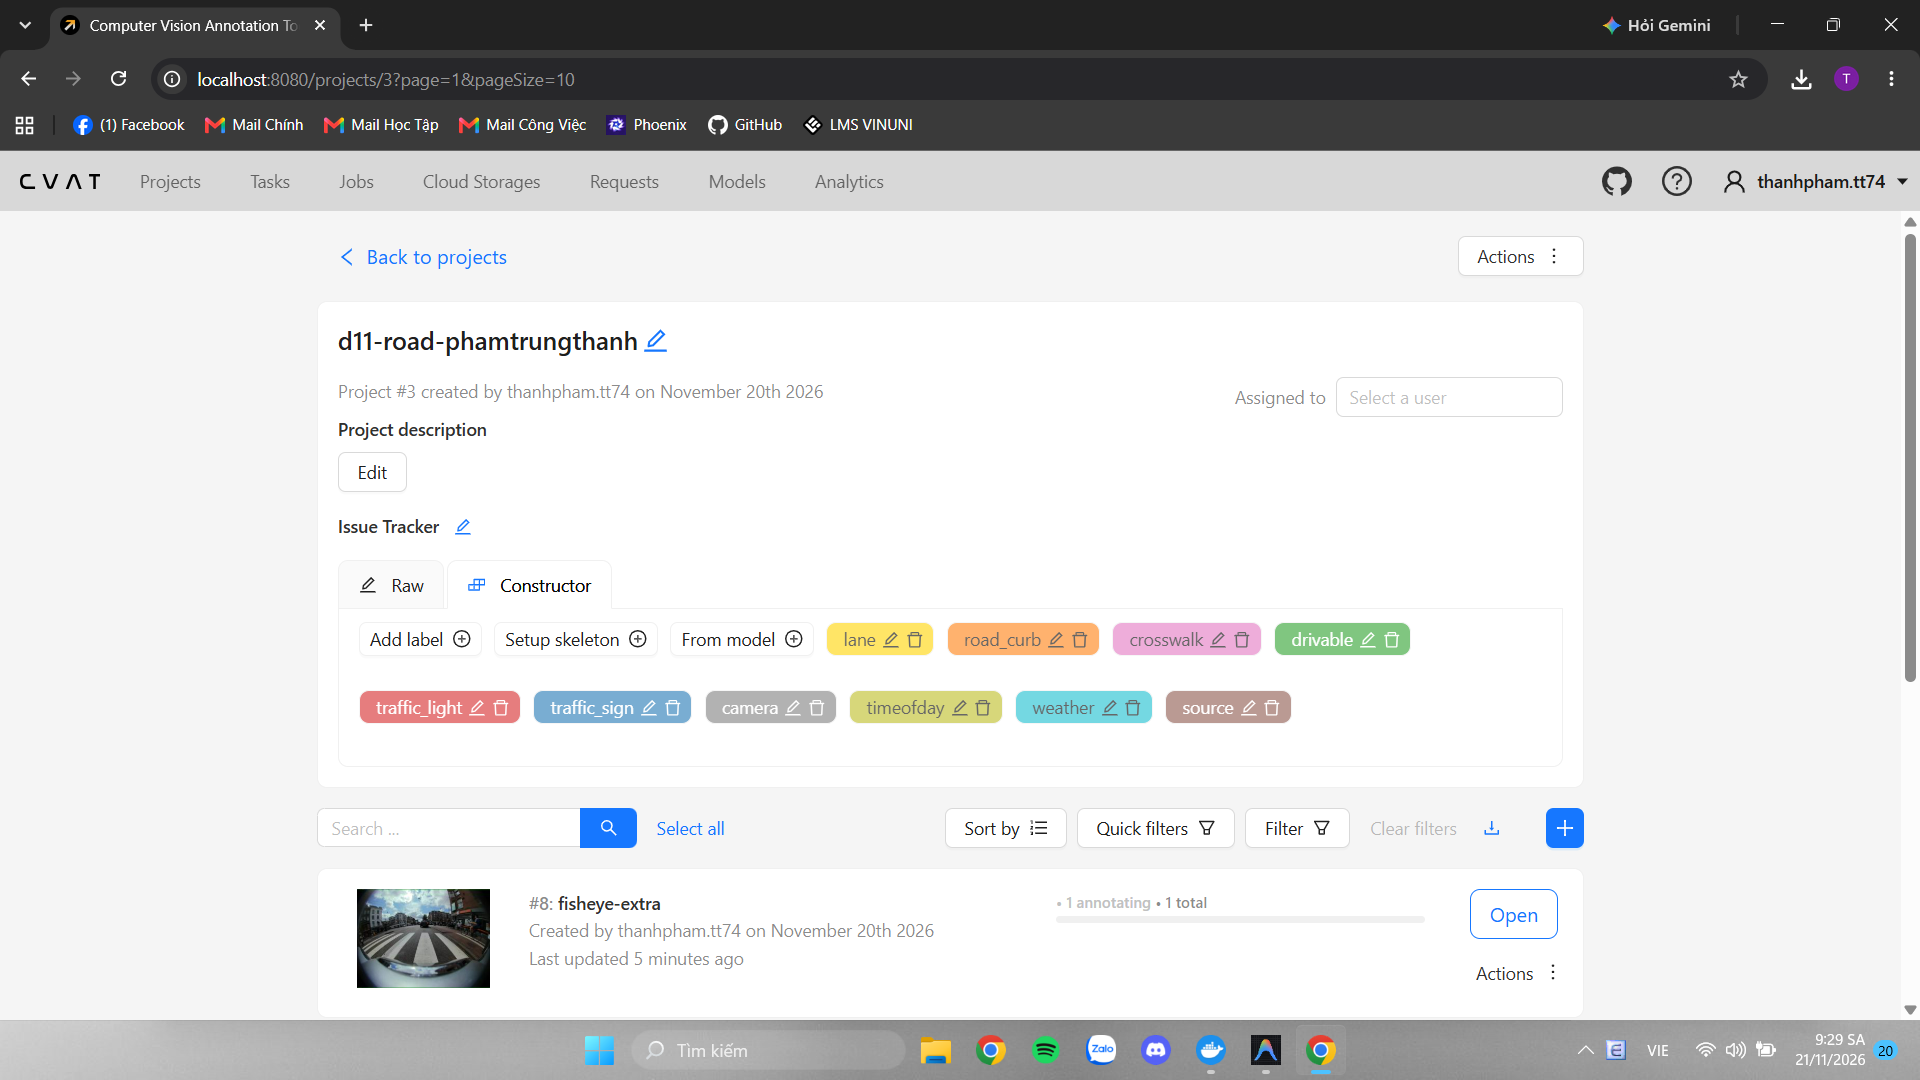 Computer Vision Annotation To
Hỏi Gemini
localhost:8080/projects/3?page=1&pageSize=10
T
(1) Facebook
Mail Chính
Mail Học Tập
Mail Công Việc
Phoenix
GitHub
LMS VINUNI
CVAT
Projects
Tasks
Jobs
Cloud Storages
Requests
Models
Analytics
thanhpham.tt74
Back to projects
Actions
d11-road-phamtrungthanh
Project #3 created by thanhpham.tt74 on November 20th 2026
Assigned to
Select a user
Project description
Edit
Issue Tracker
Raw
Constructor
Add label
Setup skeleton
From model
lane
road_curb
crosswalk
drivable
traffic_light
traffic_sign
camera
timeofday
weather
source
Search ...
Select all
Sort by
Quick filters
Filter
Clear filters
#8: fisheye-extra
• 1 annotating • 1 total
Open
Created by thanhpham.tt74 on November 20th 2026
Last updated 5 minutes ago
Actions
Tìm kiếm
Zalo
E
VIE
9:29 SA
21/11/2026
20